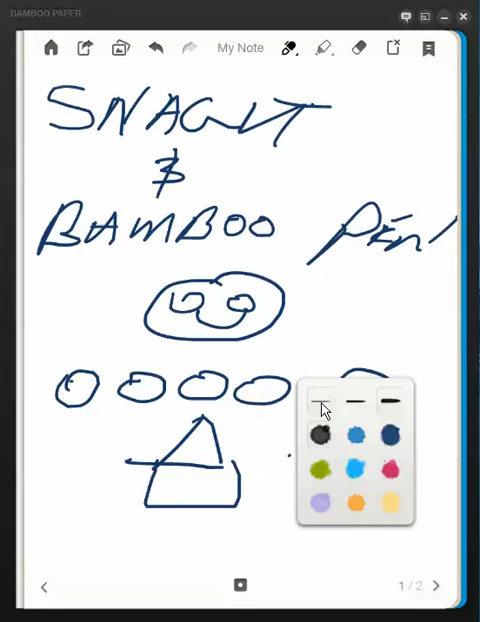 BAMBOO PAPER
My Note
SNAGIT
&
BAMBOO PEN
1 / 2